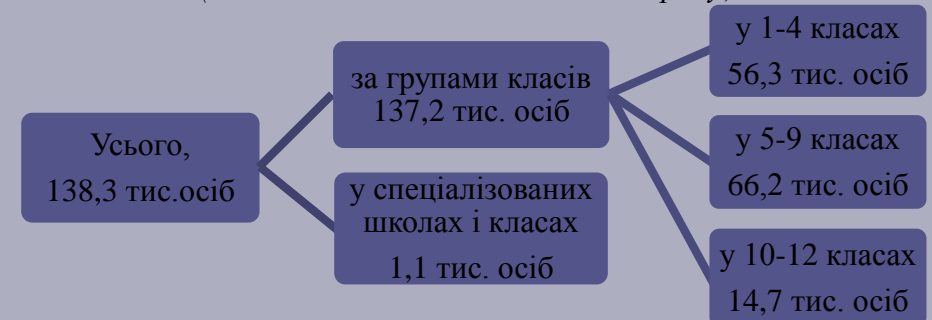 Усього,
138,3 тис.осіб
за групами класів
137,2 тис. осіб
у спеціалізованих
школах і класах
1,1 тис. осіб
у 1-4 класах
56,3 тис. осіб
у 5-9 класах
66,2 тис. осіб
у 10-12 класах
14,7 тис. осіб